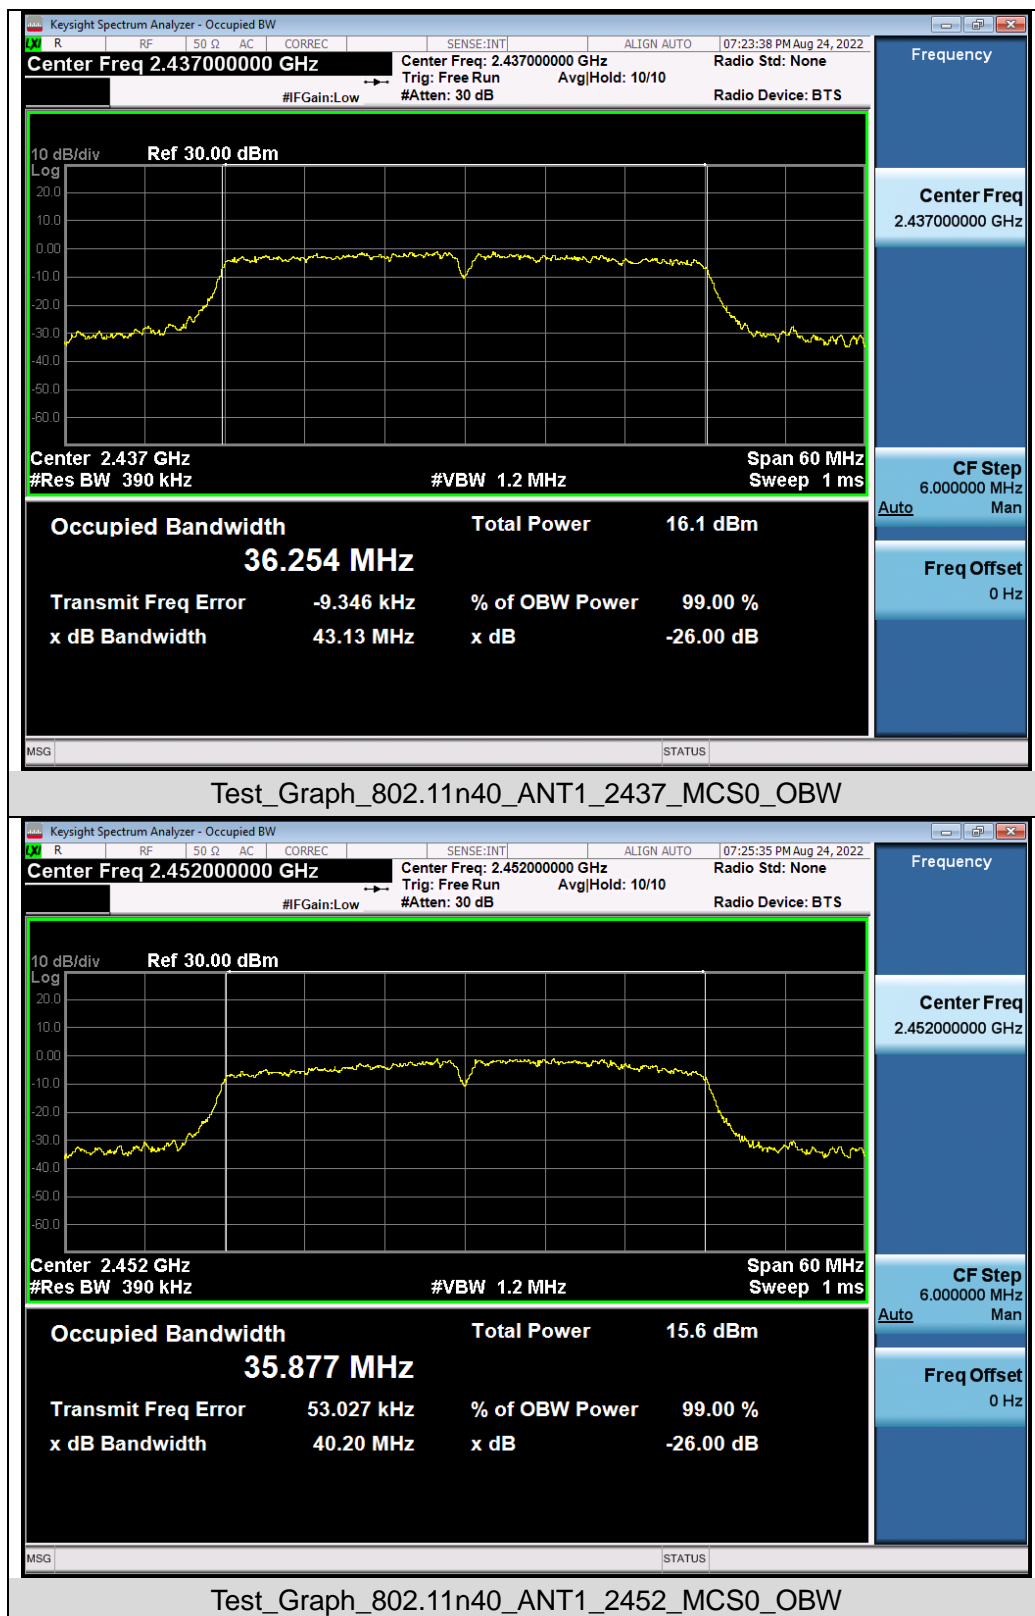 Keysight Spectrum Analyzer - Occupied BW
LXI R RF 50 Ω AC CORREC SENSE:INT ALIGN AUTO 07:23:38 PM Aug 24, 2022
Center Freq 2.437000000 GHz
Center Freq: 2.437000000 GHz Radio Std: None
Trig: Free Run Avg|Hold: 10/10
#IFGain:Low #Atten: 30 dB Radio Device: BTS
10 dB/div Ref 30.00 dBm
Log
20.0
10.0
0.00
-10.0
-20.0
-30.0
-40.0
-50.0
-60.0
Center 2.437 GHz Span 60 MHz
#Res BW 390 kHz #VBW 1.2 MHz Sweep 1 ms
Occupied Bandwidth Total Power 16.1 dBm
36.254 MHz
Transmit Freq Error -9.346 kHz % of OBW Power 99.00 %
x dB Bandwidth 43.13 MHz x dB -26.00 dB
MSG STATUS
Frequency
Center Freq
2.437000000 GHz
CF Step
6.000000 MHz
Auto Man
Freq Offset
0 Hz
Test_Graph_802.11n40_ANT1_2437_MCS0_OBW
Keysight Spectrum Analyzer - Occupied BW
LXI R RF 50 Ω AC CORREC SENSE:INT ALIGN AUTO 07:25:35 PM Aug 24, 2022
Center Freq 2.452000000 GHz
Center Freq: 2.452000000 GHz Radio Std: None
Trig: Free Run Avg|Hold: 10/10
#IFGain:Low #Atten: 30 dB Radio Device: BTS
10 dB/div Ref 30.00 dBm
Log
20.0
10.0
0.00
-10.0
-20.0
-30.0
-40.0
-50.0
-60.0
Center 2.452 GHz Span 60 MHz
#Res BW 390 kHz #VBW 1.2 MHz Sweep 1 ms
Occupied Bandwidth Total Power 15.6 dBm
35.877 MHz
Transmit Freq Error 53.027 kHz % of OBW Power 99.00 %
x dB Bandwidth 40.20 MHz x dB -26.00 dB
MSG STATUS
Frequency
Center Freq
2.452000000 GHz
CF Step
6.000000 MHz
Auto Man
Freq Offset
0 Hz
Test_Graph_802.11n40_ANT1_2452_MCS0_OBW